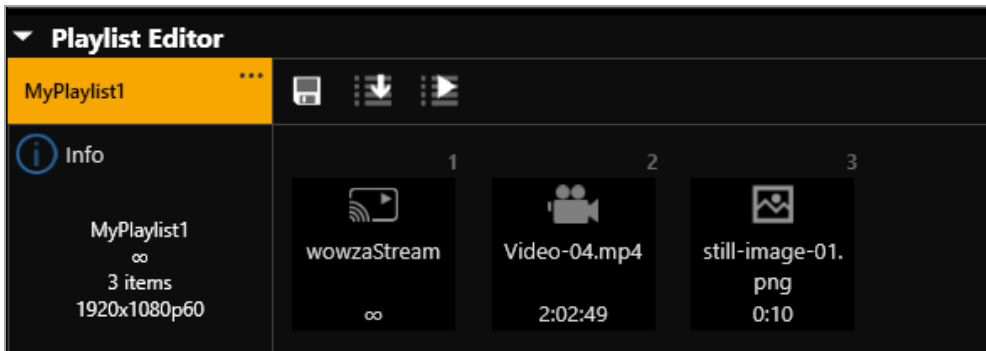 Playlist Editor
MyPlaylist1
...
Info
MyPlaylist1
∞
3 items
1920x1080p60
1
wowzaStream
∞
2
Video-04.mp4
2:02:49
3
still-image-01.
png
0:10